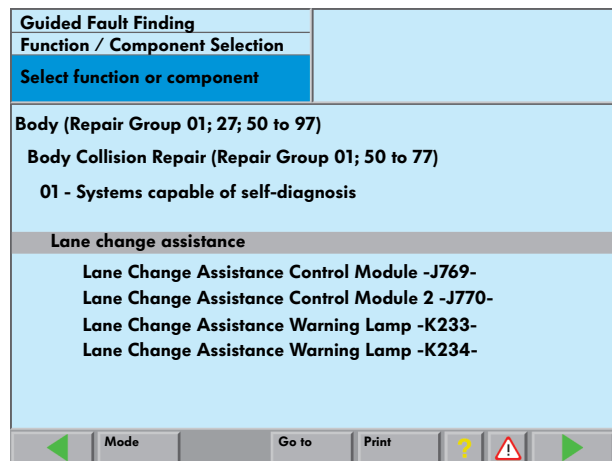 Guided Fault Finding
Function / Component Selection
Select function or component
Body (Repair Group 01; 27; 50 to 97)
Body Collision Repair (Repair Group 01; 50 to 77)
01 - Systems capable of self-diagnosis
Lane change assistance
Lane Change Assistance Control Module -J769-
Lane Change Assistance Control Module 2 -J770-
Lane Change Assistance Warning Lamp -K233-
Lane Change Assistance Warning Lamp -K234-
Mode Go to Print ? !